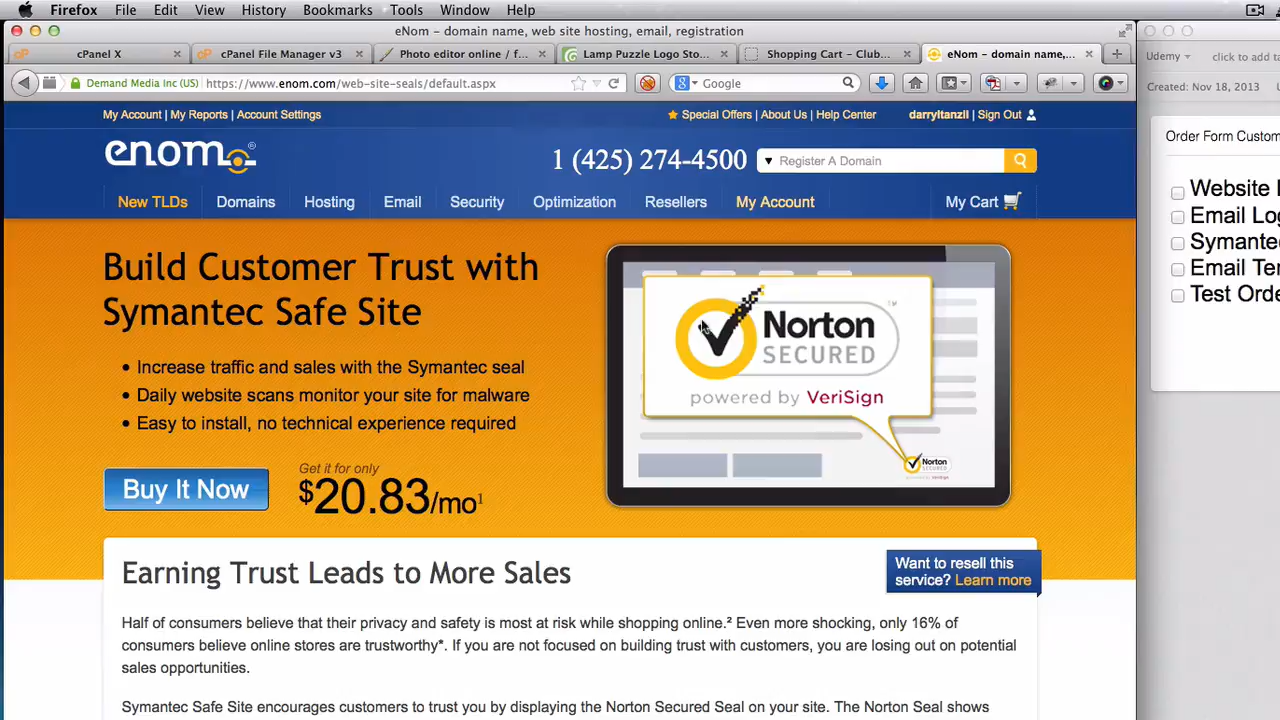 Firefox File Edit View History Bookmarks Tools Window Help
eNom - domain name, web site hosting, email, registration
cPanel X
cPanel File Manager v3
Photo editor online / f...
Lamp Puzzle Logo Sto...
Shopping Cart - Club...
eNom - domain name,...
Demand Media Inc (US) https://www.enom.com/web-site-seals/default.aspx
Google
Udemy
click to add ta
Created: Nov 18, 2013
Order Form Custom
Website
Email Log
Symantec
Email Tem
Test Orde
My Account | My Reports | Account Settings
Special Offers | About Us | Help Center
darryltanzil | Sign Out
enom
1 (425) 274-4500
Register A Domain
New TLDs Domains Hosting Email Security Optimization Resellers My Account My Cart
Build Customer Trust with
Symantec Safe Site
• Increase traffic and sales with the Symantec seal
• Daily website scans monitor your site for malware
• Easy to install, no technical experience required
Buy It Now
Get it for only
$20.83/mo¹
Norton
SECURED
powered by VeriSign
Norton
SECURED
Want to resell this
service? Learn more
Earning Trust Leads to More Sales
Half of consumers believe that their privacy and safety is most at risk while shopping online.² Even more shocking, only 16% of
consumers believe online stores are trustworthy*. If you are not focused on building trust with customers, you are losing out on potential
sales opportunities.
Symantec Safe Site encourages customers to trust you by displaying the Norton Secured Seal on your site. The Norton Seal shows